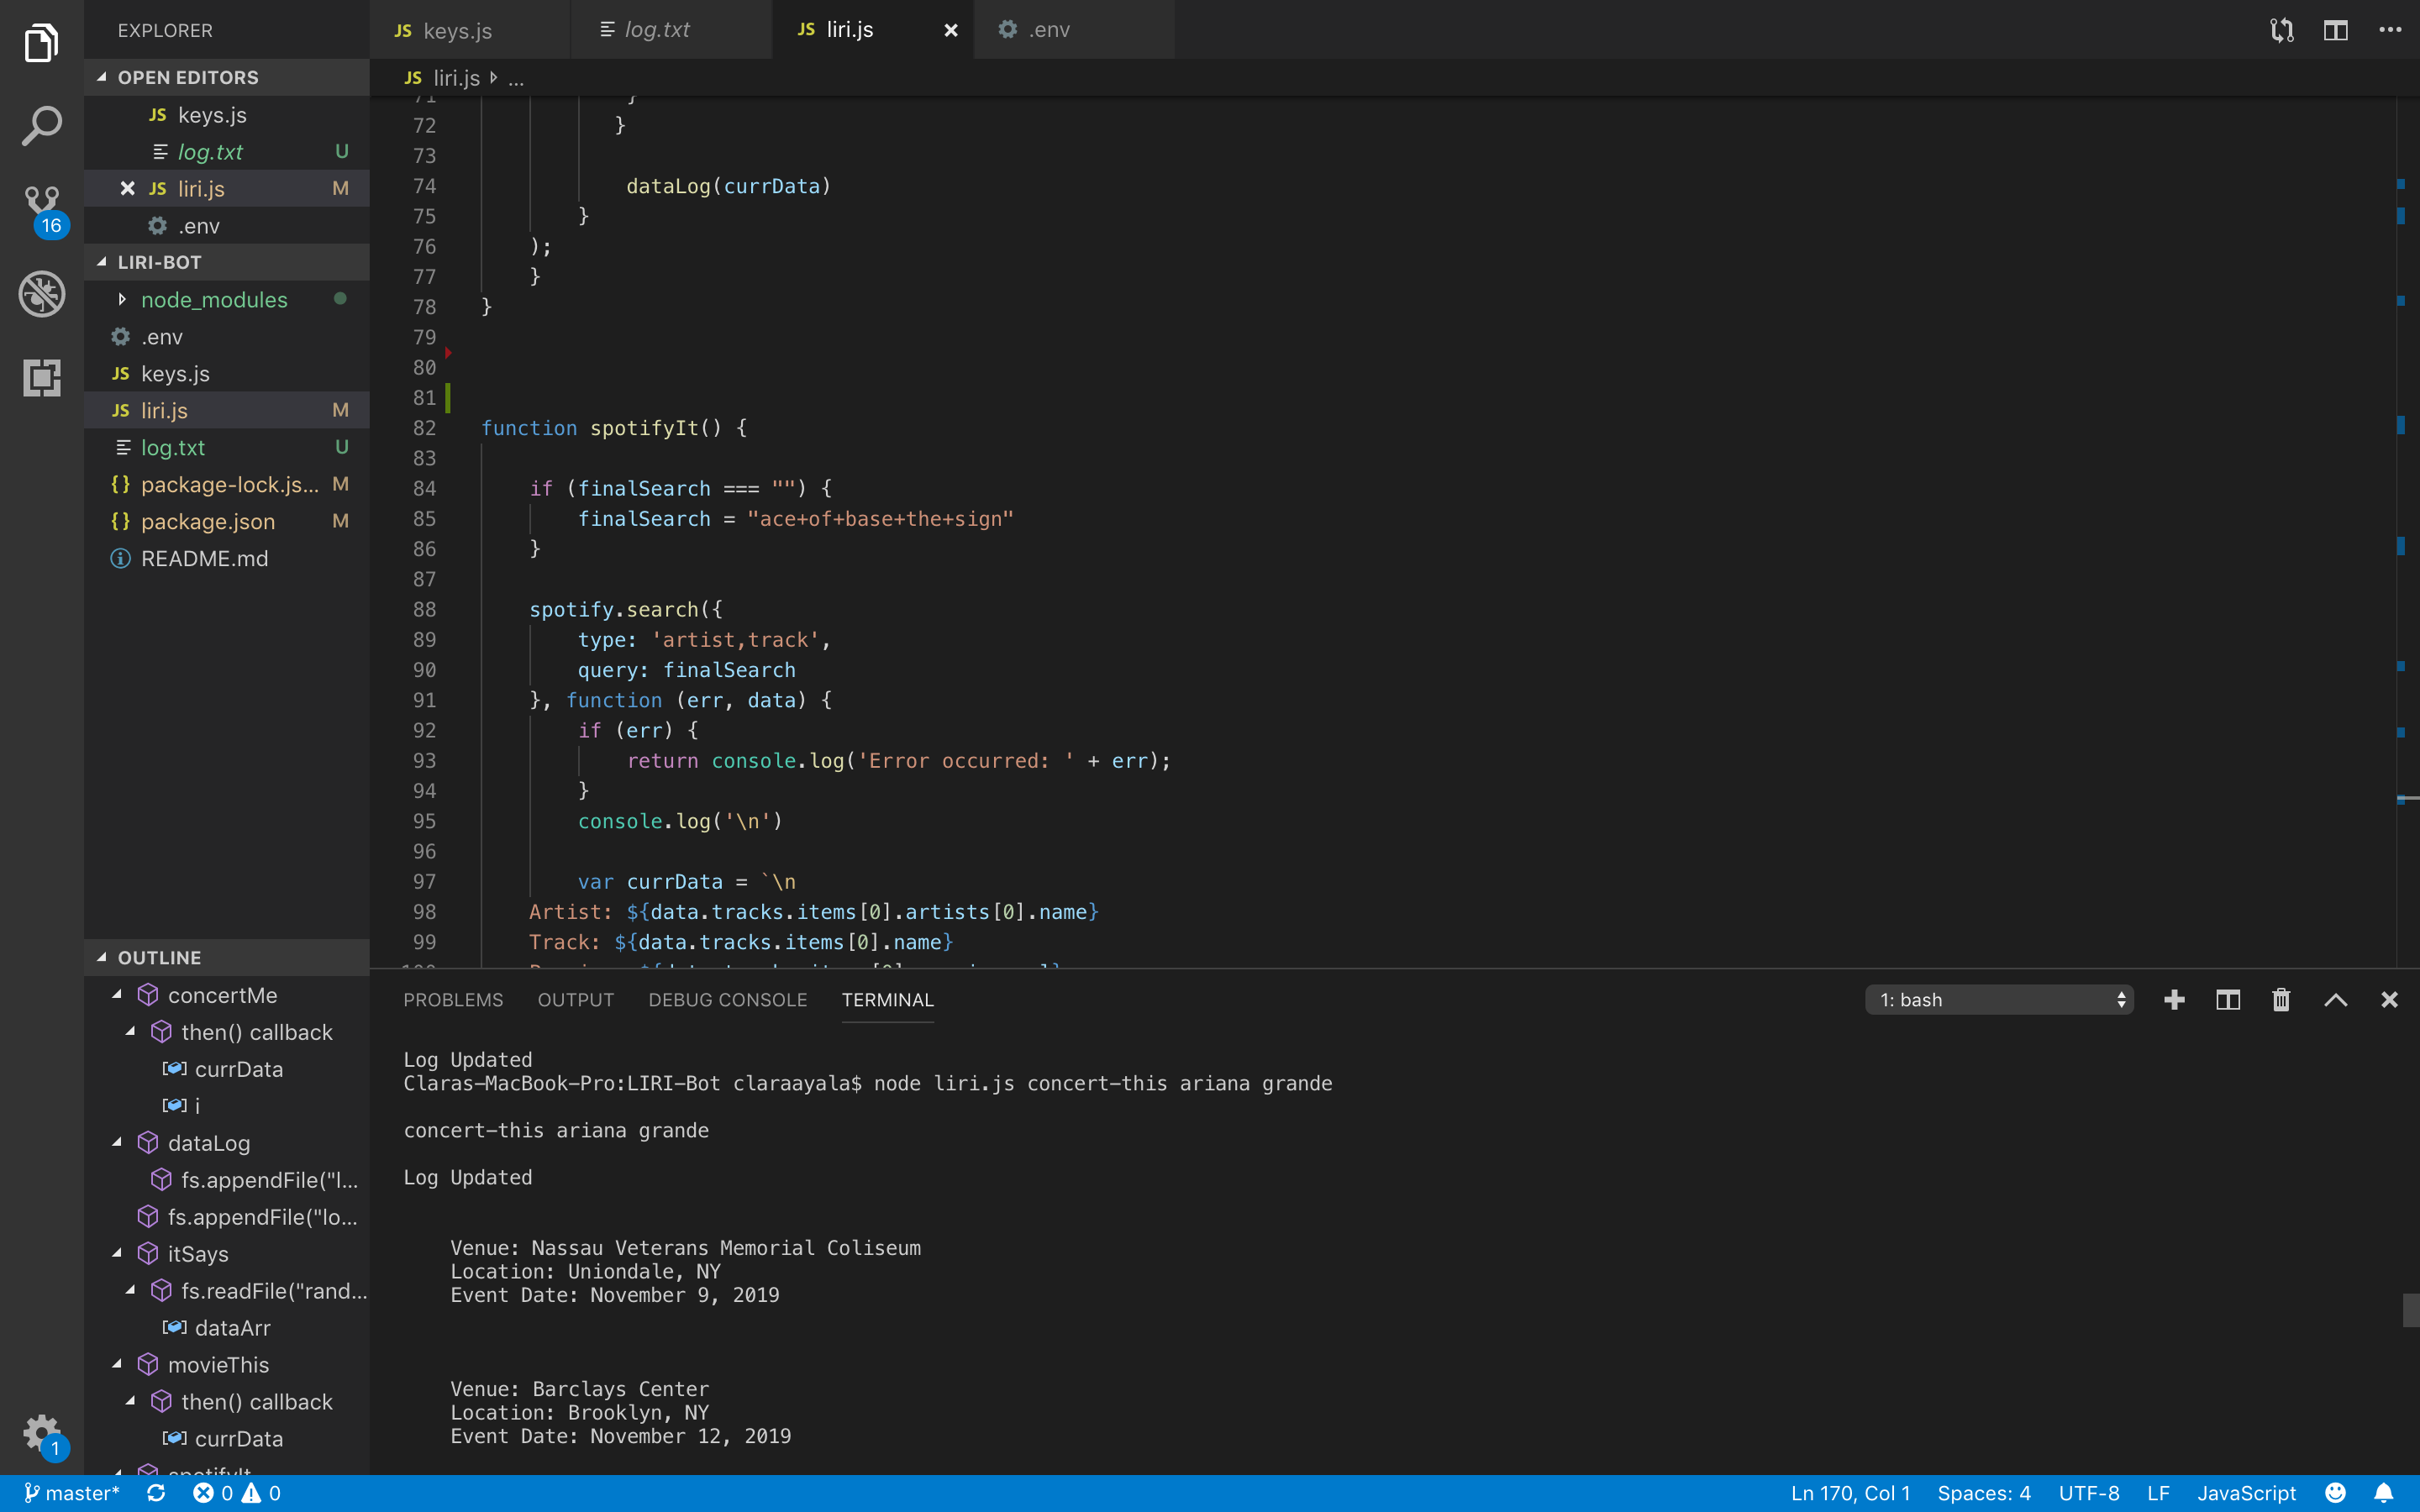 EXPLORER
OPEN EDITORS
JS keys.js
log.txt U
JS liri.js M
.env
LIRI-BOT
node_modules
.env
JS keys.js
JS liri.js M
log.txt U
{} package-lock.js... M
{} package.json M
README.md
16
OUTLINE
concertMe
then() callback
currData
i
dataLog
fs.appendFile("l...
fs.appendFile("lo...
itSays
fs.readFile("rand...
dataArr
movieThis
then() callback
currData
spotifyIt
1
JS keys.js
log.txt
JS liri.js
.env
JS liri.js ...
71 }
72 }
73
74 dataLog(currData)
75 }
76 );
77 }
78 }
79
80
81
82 function spotifyIt() {
83
84 if (finalSearch === "") {
85 finalSearch = "ace+of+base+the+sign"
86 }
87
88 spotify.search({
89 type: 'artist,track',
90 query: finalSearch
91 }, function (err, data) {
92 if (err) {
93 return console.log('Error occurred: ' + err);
94 }
95 console.log('\n')
96
97 var currData = `\n
98 Artist: ${data.tracks.items[0].artists[0].name}
99 Track: ${data.tracks.items[0].name}
PROBLEMS OUTPUT DEBUG CONSOLE TERMINAL
1: bash
Log Updated
Claras-MacBook-Pro:LIRI-Bot claraayala$ node liri.js concert-this ariana grande
concert-this ariana grande
Log Updated
Venue: Nassau Veterans Memorial Coliseum
Location: Uniondale, NY
Event Date: November 9, 2019
Venue: Barclays Center
Location: Brooklyn, NY
Event Date: November 12, 2019
master* 0 0
Ln 170, Col 1 Spaces: 4 UTF-8 LF JavaScript